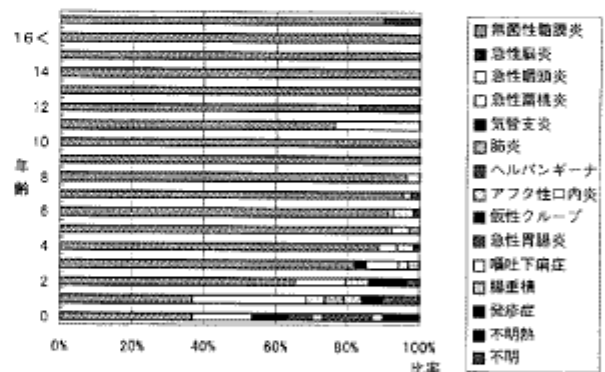 年齢
16<
14
12
10
8
6
4
2
0
0%
20%
40%
60%
80%
100%
比率
無菌性髄膜炎
急性脳炎
急性咽頭炎
急性扁桃炎
気管支炎
肺炎
ヘルパンギーナ
アフタ性口内炎
仮性クループ
急性胃腸炎
嘔吐下痢症
腸重積
発疹症
不明熱
不明